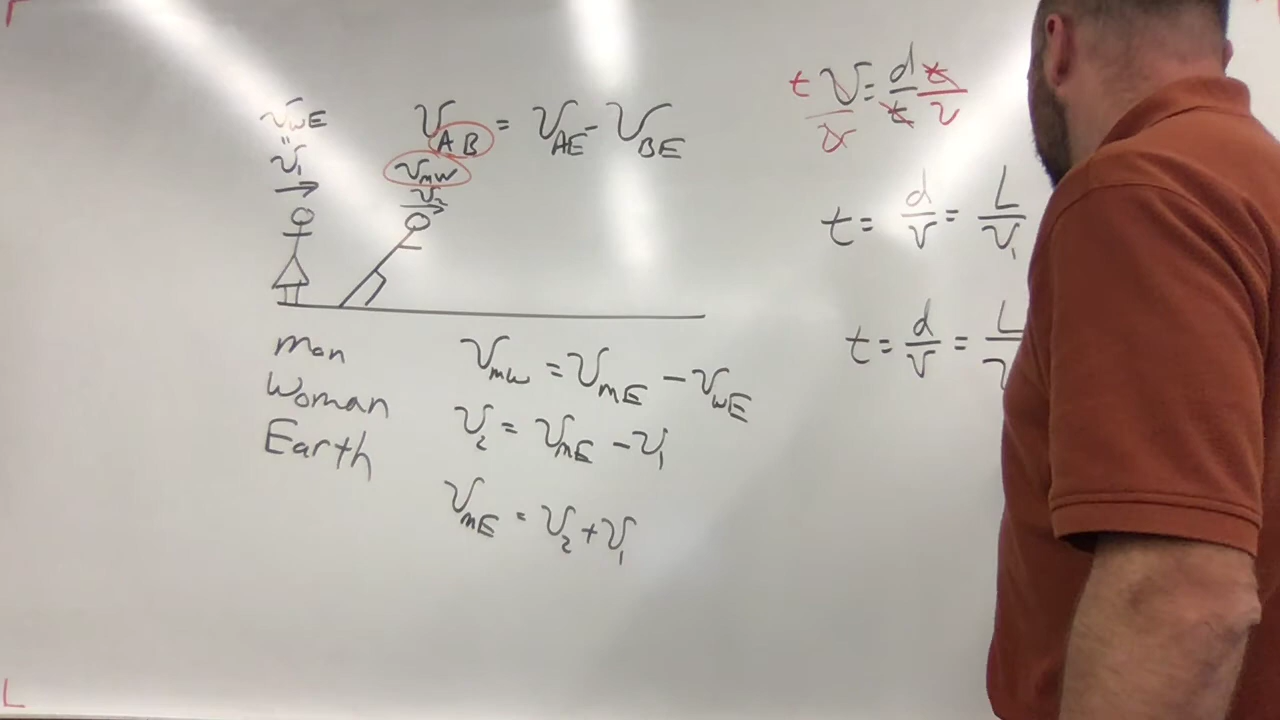 v_wE
"
v_1
v_AB = v_AE - v_BE
v_mw
v_2
man
Woman
Earth
v_mw = v_mE - v_wE
v_2 = v_mE - v_1
v_mE = v_2 + v_1
t v/v = d/t t/v
t = d/v = L/v_1
t = d/v = L/v